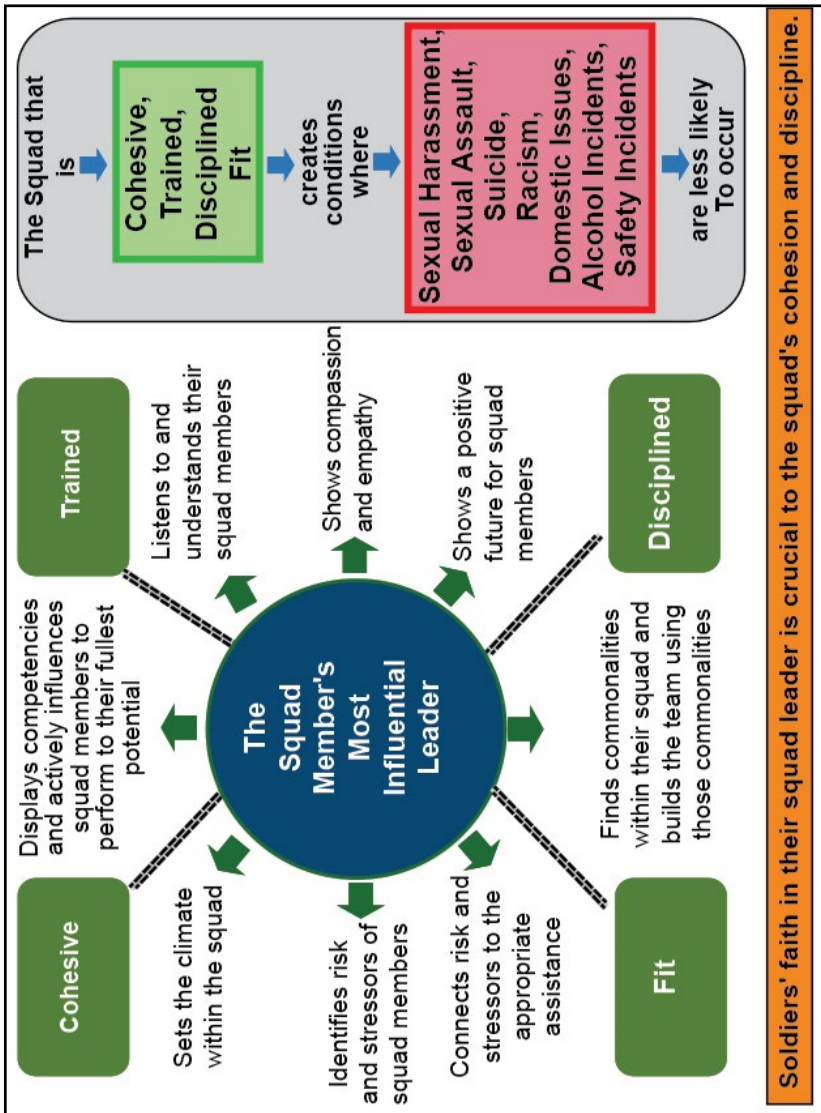 Cohesive
Displays competencies
and actively influences
squad members to
perform to their fullest
potential
Trained
Sets the climate
within the squad
Listens to and
understands their
squad members
Identifies risk
and stressors of
squad members
The
Squad
Member's
Most
Influential
Leader
Shows compassion
and empathy
Connects risk and
stressors to the
appropriate
assistance
Shows a positive
future for squad
members
Fit
Finds commonalities
within their squad and
builds the team using
those commonalities
Disciplined
The Squad that
is
Cohesive,
Trained,
Disciplined
Fit
creates
conditions
where
Sexual Harassment,
Sexual Assault,
Suicide,
Racism,
Domestic Issues,
Alcohol Incidents,
Safety Incidents
are less likely
To occur
Soldiers' faith in their squad leader is crucial to the squad's cohesion and discipline.